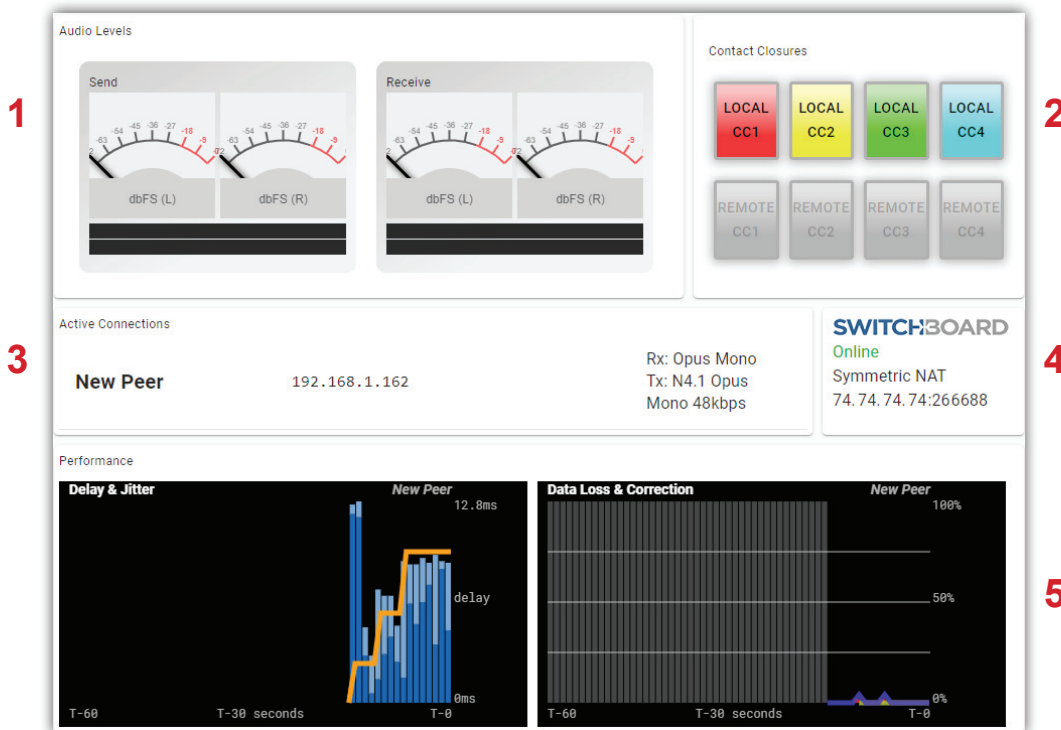 Audio Levels
Send
-63 -54 -45 -36 -27 -18 -9
dbFS (L)
-63 -54 -45 -36 -27 -18 -9
dbFS (R)
Receive
-63 -54 -45 -36 -27 -18 -9
dbFS (L)
-72 -63 -54 -45 -36 -27 -18 -9
dbFS (R)
1
Contact Closures
LOCAL CC1
LOCAL CC2
LOCAL CC3
LOCAL CC4
REMOTE CC1
REMOTE CC2
REMOTE CC3
REMOTE CC4
2
Active Connections
New Peer
192.168.1.162
Rx: Opus Mono
Tx: N4.1 Opus
Mono 48kbps
3
SWITCHBOARD
Online
Symmetric NAT
74.74.74.74:266688
4
Performance
Delay & Jitter
New Peer
12.8ms
delay
0ms
T-60 T-30 seconds T-0
Data Loss & Correction
New Peer
100%
50%
0%
T-60 T-30 seconds T-0
5